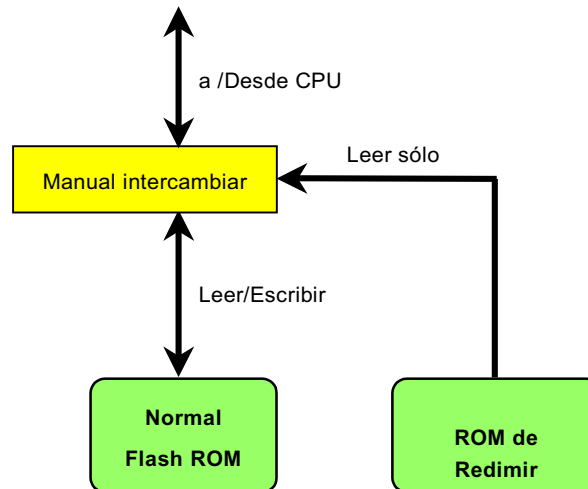 a /Desde CPU
Leer sólo
Manual intercambiar
Leer/Escribir
Normal
Flash ROM
ROM de
Redimir